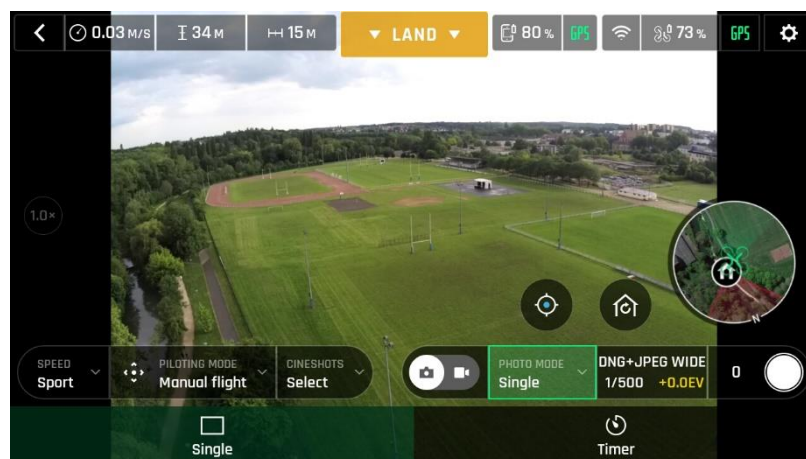 0.03 M/S
34 M
15 M
LAND
80 %
GPS
73 %
GPS
1.0×
N
SPEED
Sport
PILOTING MODE
Manual flight
CINESHOTS
Select
PHOTO MODE
Single
DNG+JPEG WIDE
1/500 +0.0EV
0
Single
Timer